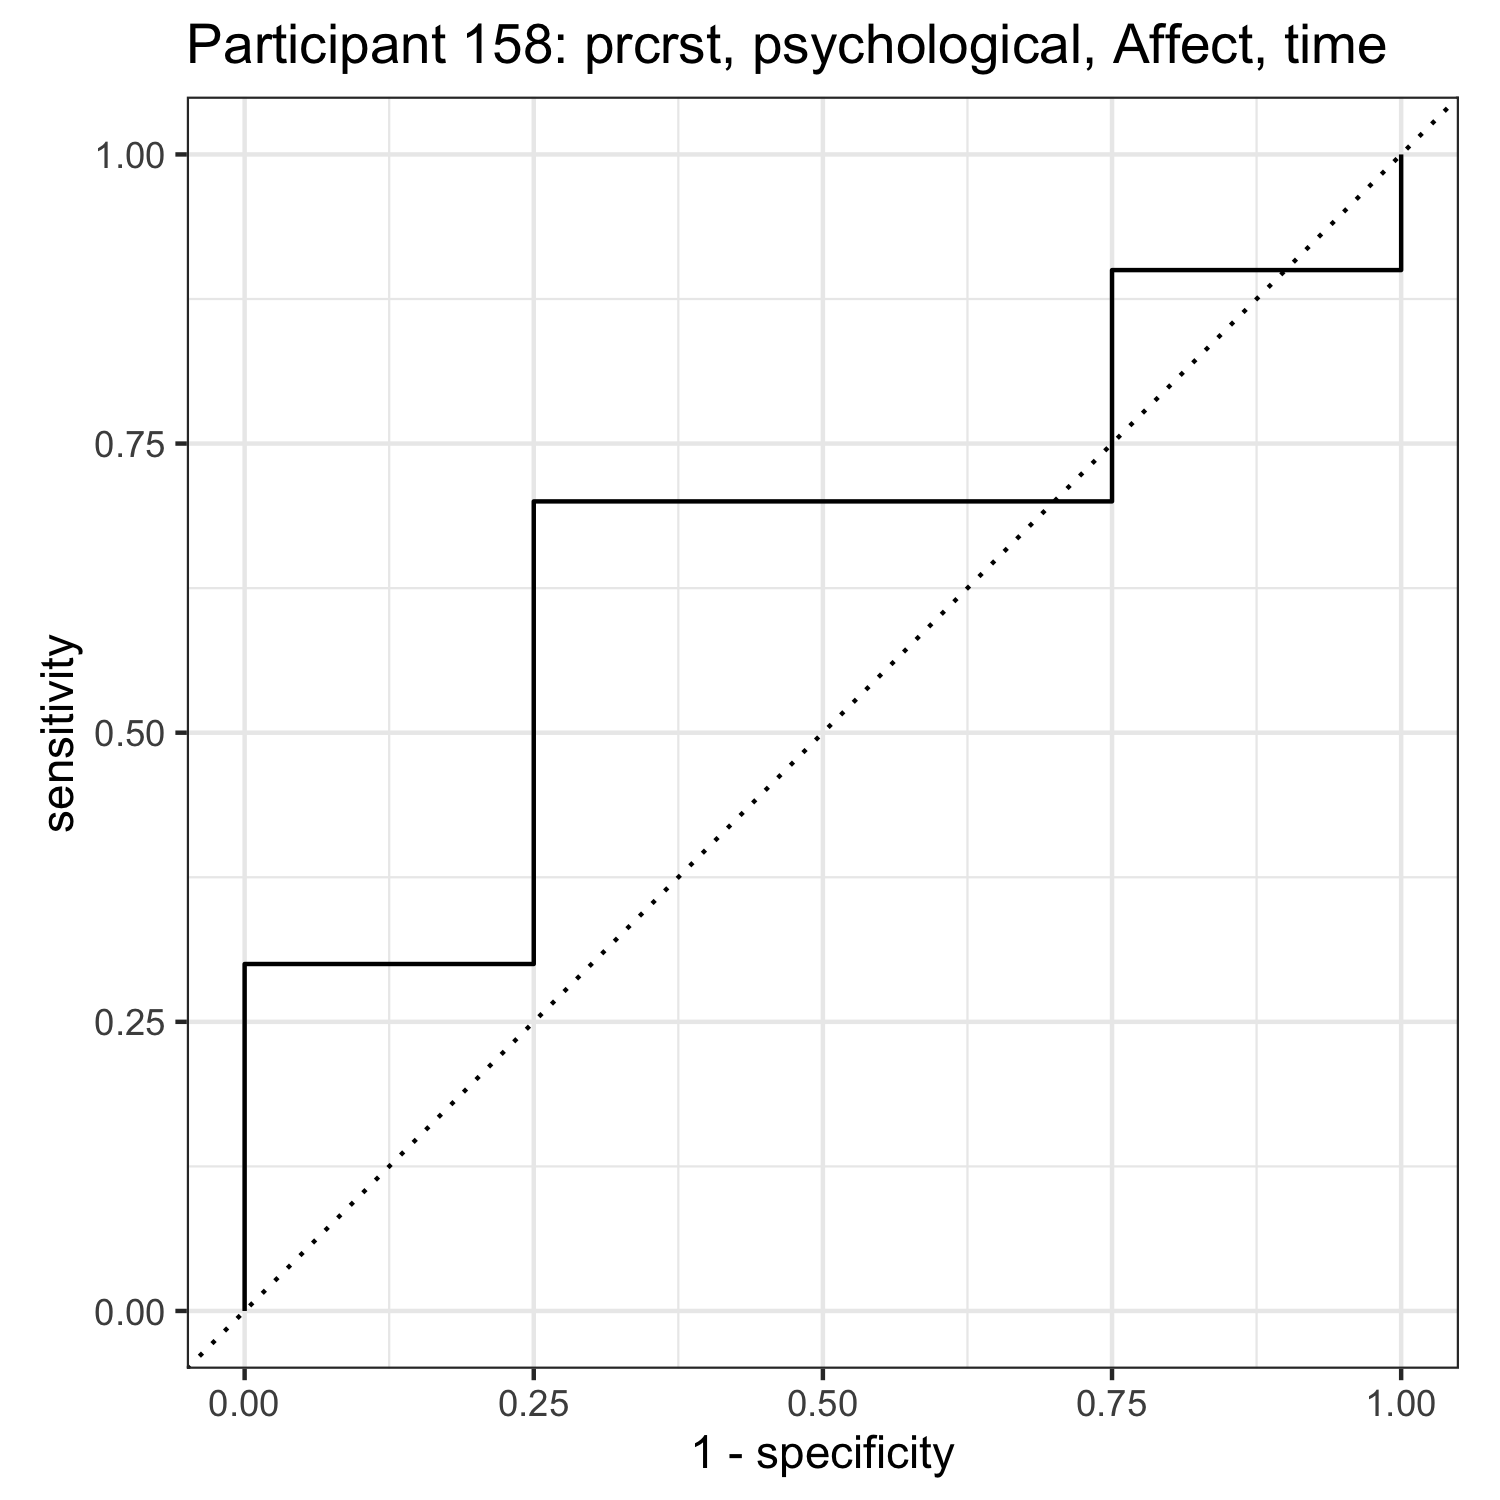 Participant 158: prcrst, psychological, Affect, time
sensitivity
1.00
0.75
0.50
0.25
0.00
0.00 0.25 0.50 0.75 1.00
1 - specificity